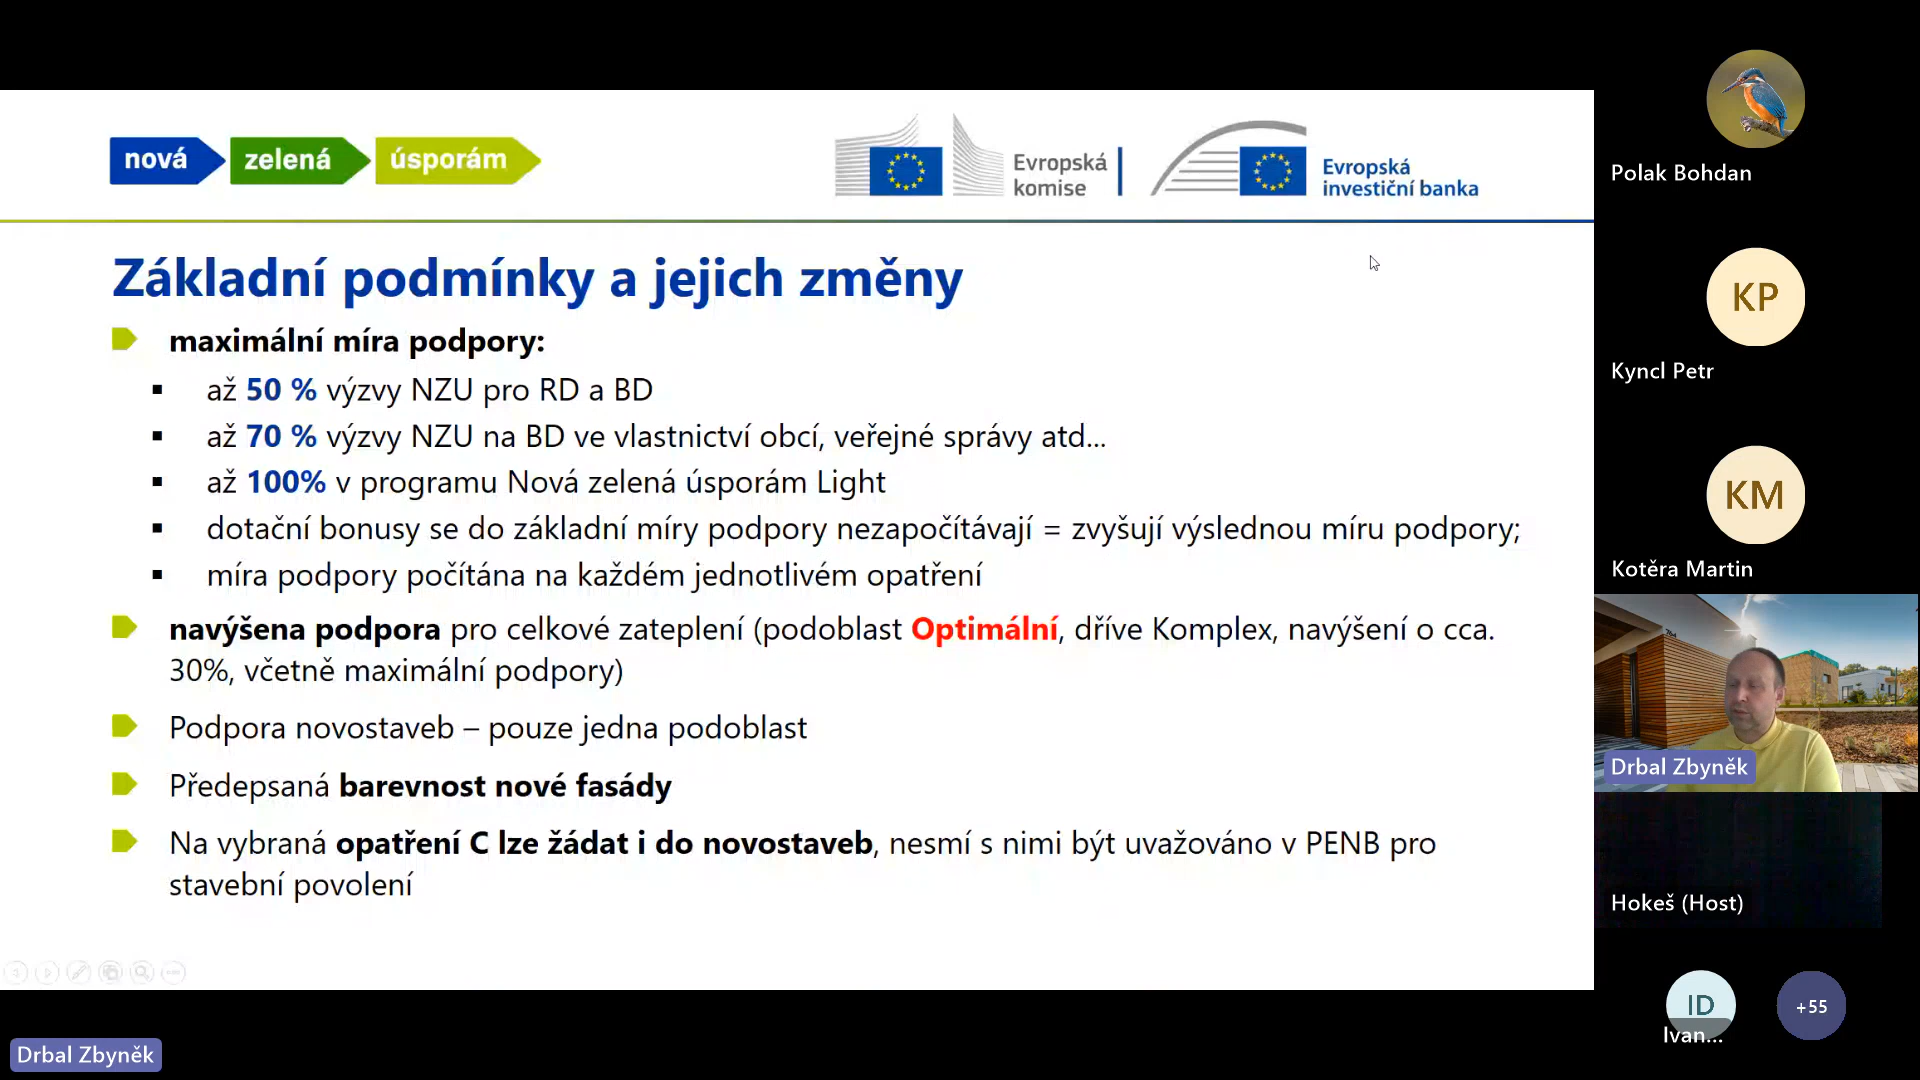 nová zelená úsporám
Evropská
komise
Evropská
investiční banka
Základní podmínky a jejich změny
maximální míra podpory:
▪ až 50 % výzvy NZU pro RD a BD
▪ až 70 % výzvy NZU na BD ve vlastnictví obcí, veřejné správy atd...
▪ až 100% v programu Nová zelená úsporám Light
▪ dotační bonusy se do základní míry podpory nezapočítávají = zvyšují výslednou míru podpory;
▪ míra podpory počítána na každém jednotlivém opatření
navýšena podpora pro celkové zateplení (podoblast Optimální, dříve Komplex, navýšení o cca.
30%, včetně maximální podpory)
Podpora novostaveb – pouze jedna podoblast
Předepsaná barevnost nové fasády
Na vybraná opatření C lze žádat i do novostaveb, nesmí s nimi být uvažováno v PENB pro
stavební povolení
Polak Bohdan
KP
Kyncl Petr
KM
Kotěra Martin
Drbal Zbyněk
Hokeš (Host)
ID
Ivan...
+55
Drbal Zbyněk